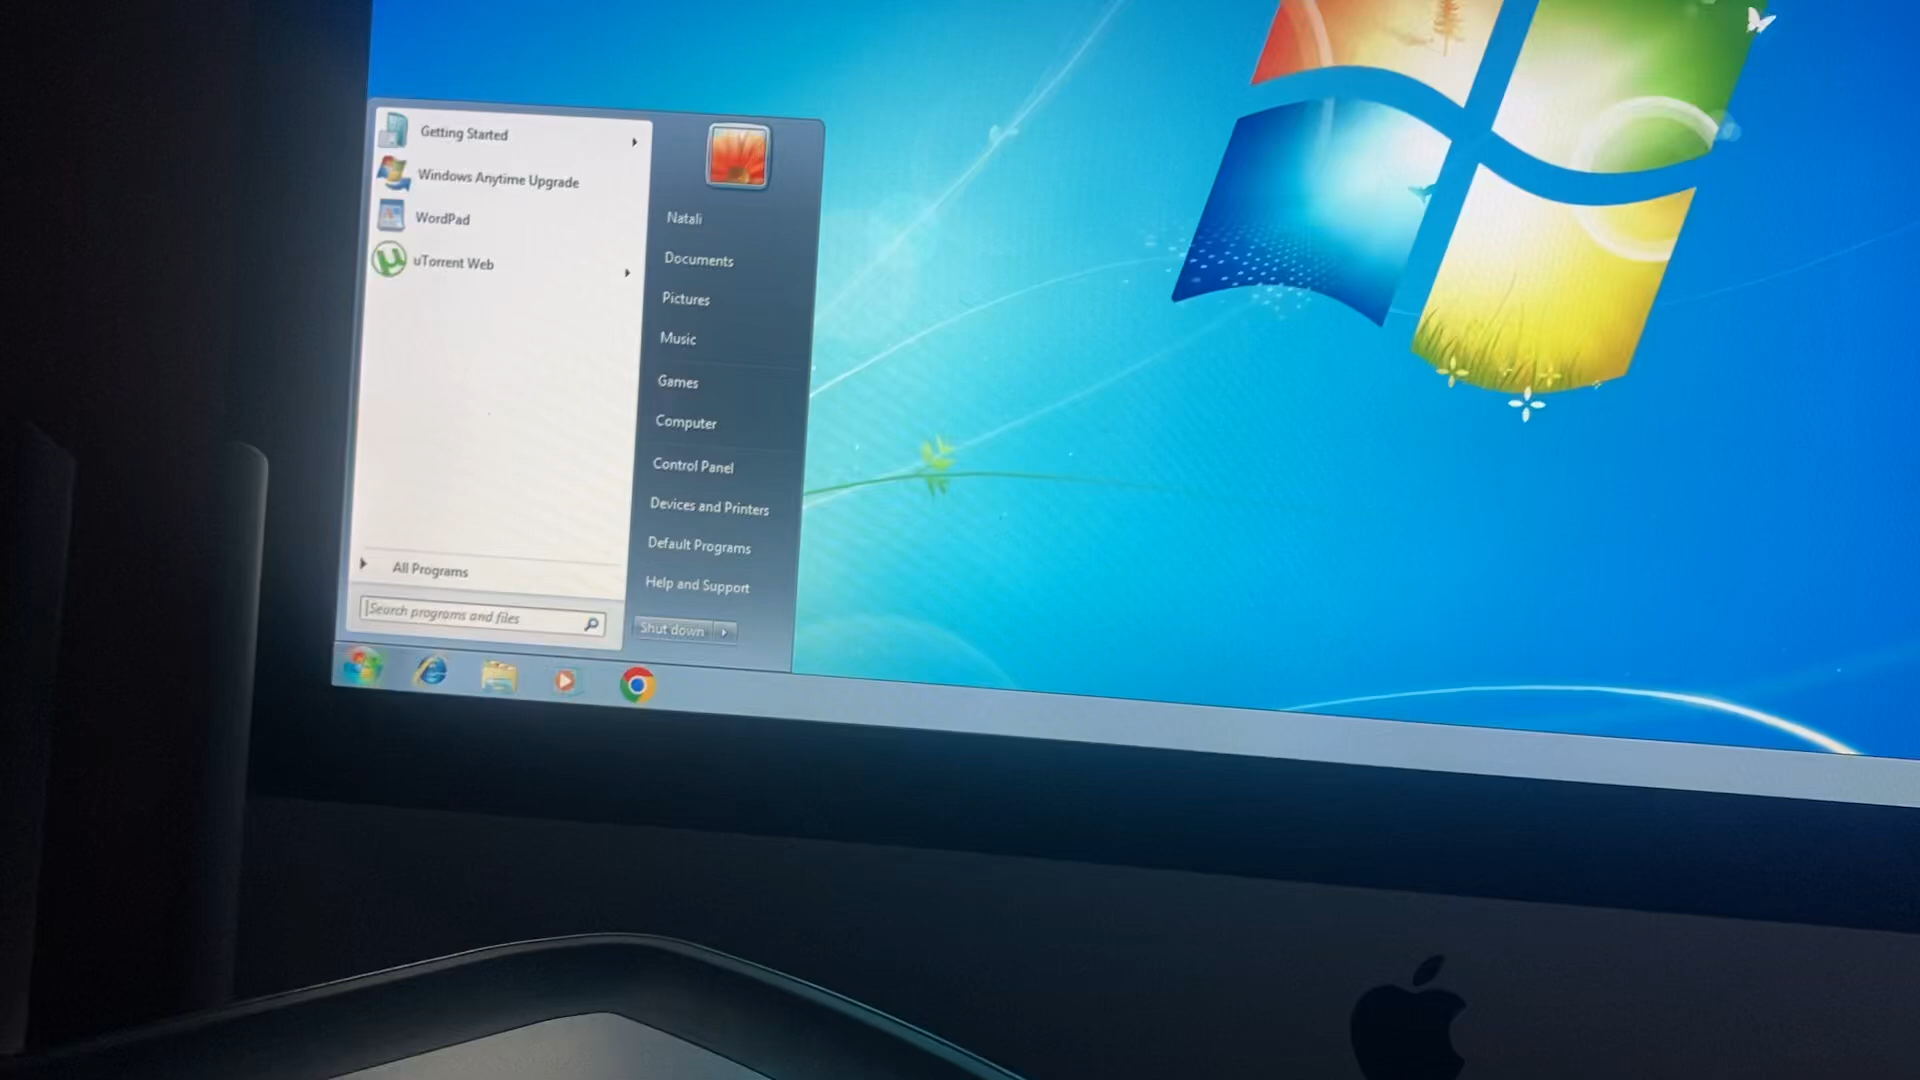 Getting Started
Windows Anytime Upgrade
WordPad
uTorrent Web
All Programs
Search programs and files
Natali
Documents
Pictures
Music
Games
Computer
Control Panel
Devices and Printers
Default Programs
Help and Support
Shut down